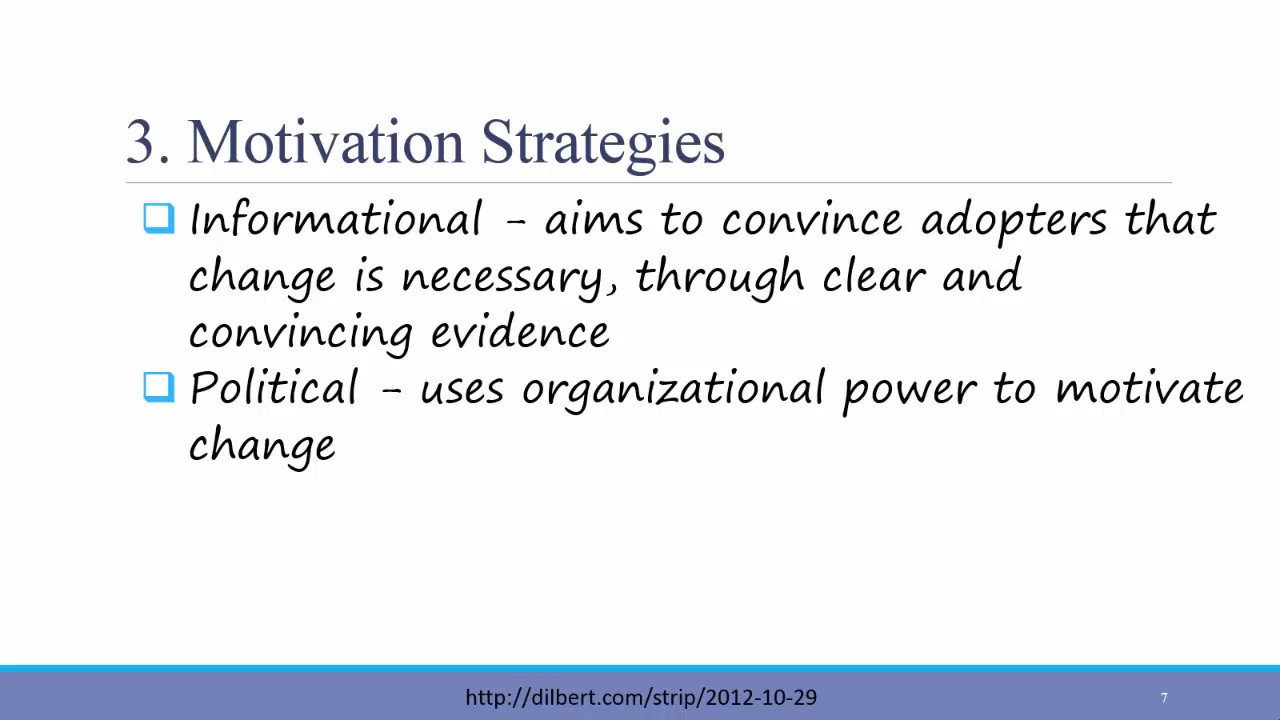 3. Motivation Strategies
Informational - aims to convince adopters that
change is necessary, through clear and
convincing evidence
Political - uses organizational power to motivate
change
http://dilbert.com/strip/2012-10-29
7